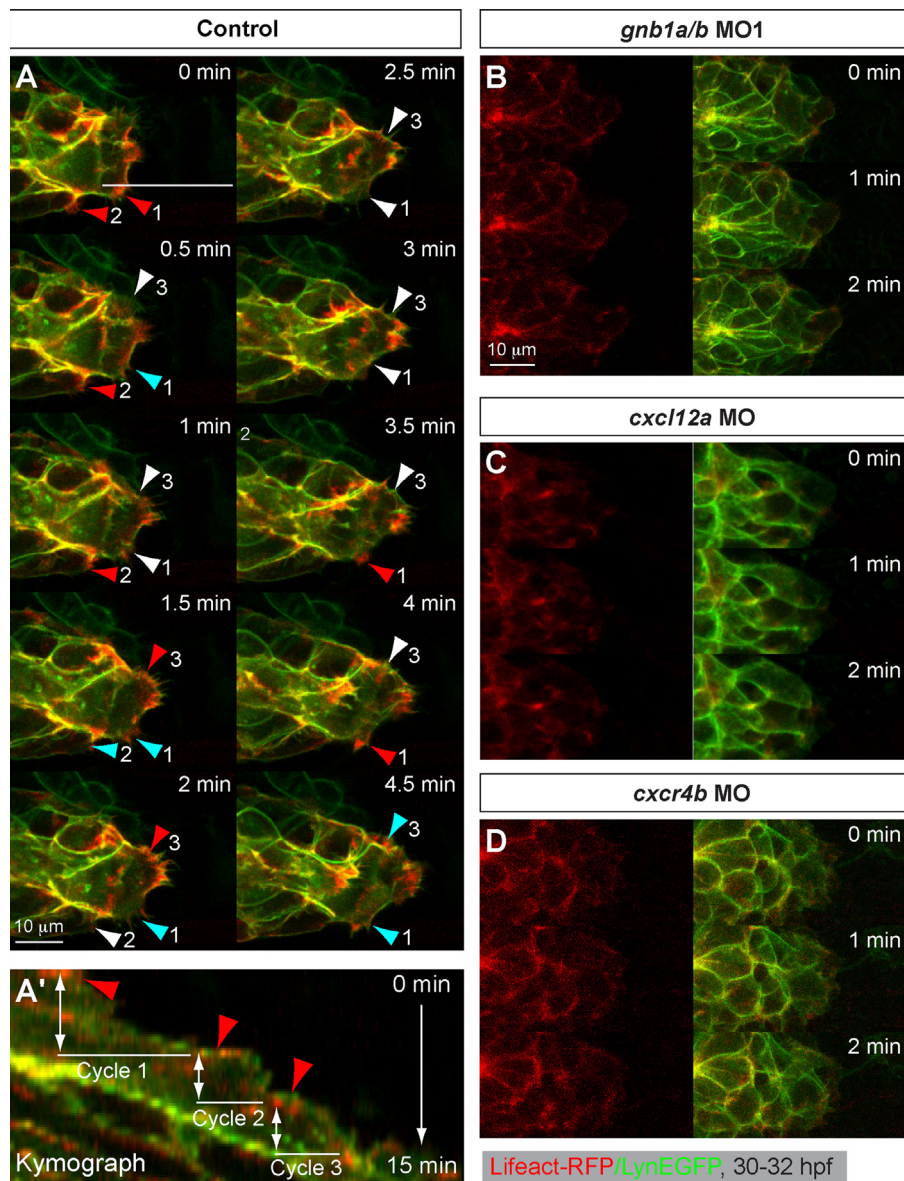 Control
A
0 min
2
1
2.5 min
3
1
0.5 min
3
2
1
3 min
3
1
1 min
3
2
1
2
3.5 min
3
1
1.5 min
3
2
1
4 min
3
1
2 min
3
2
1
10 μm
4.5 min
3
1
A'
0 min
Cycle 1
Cycle 2
Cycle 3
Kymograph
15 min
gnb1a/b MO1
B
0 min
1 min
2 min
10 μm
cxcl12a MO
C
0 min
1 min
2 min
cxcr4b MO
D
0 min
1 min
2 min
Lifeact-RFP/LynEGFP, 30-32 hpf